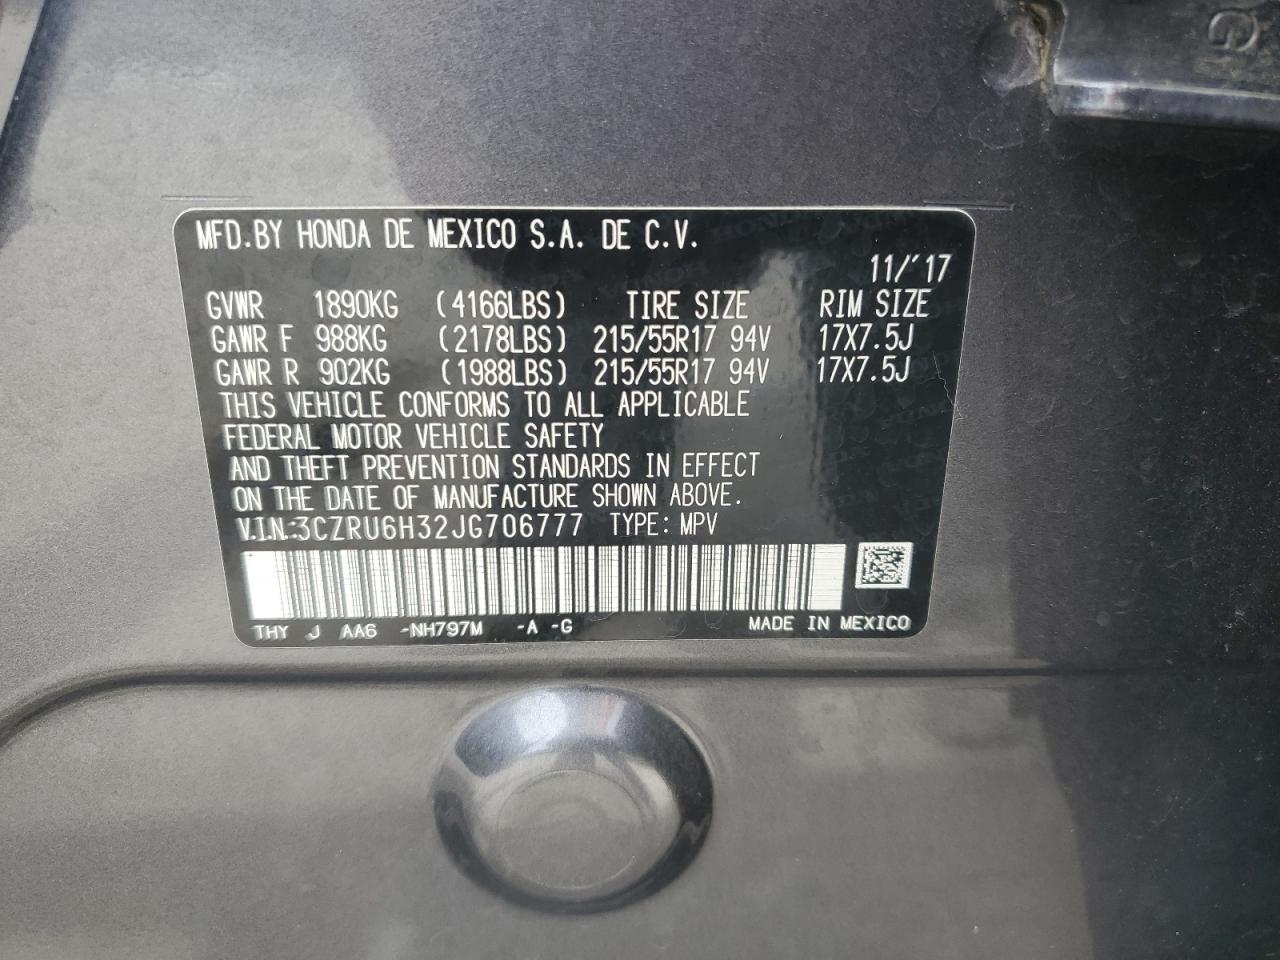 MFD.BY HONDA DE MEXICO S.A. DE C.V.
11/'17
GVWR 1890KG (4166LBS) TIRE SIZE RIM SIZE
GAWR F 988KG (2178LBS) 215/55R17 94V 17X7.5J
GAWR R 902KG (1988LBS) 215/55R17 94V 17X7.5J
THIS VEHICLE CONFORMS TO ALL APPLICABLE
FEDERAL MOTOR VEHICLE SAFETY
AND THEFT PREVENTION STANDARDS IN EFFECT
ON THE DATE OF MANUFACTURE SHOWN ABOVE.
V.I.N.:3CZRU6H32JG706777 TYPE: MPV
THY J AA6 -NH797M -A -G MADE IN MEXICO